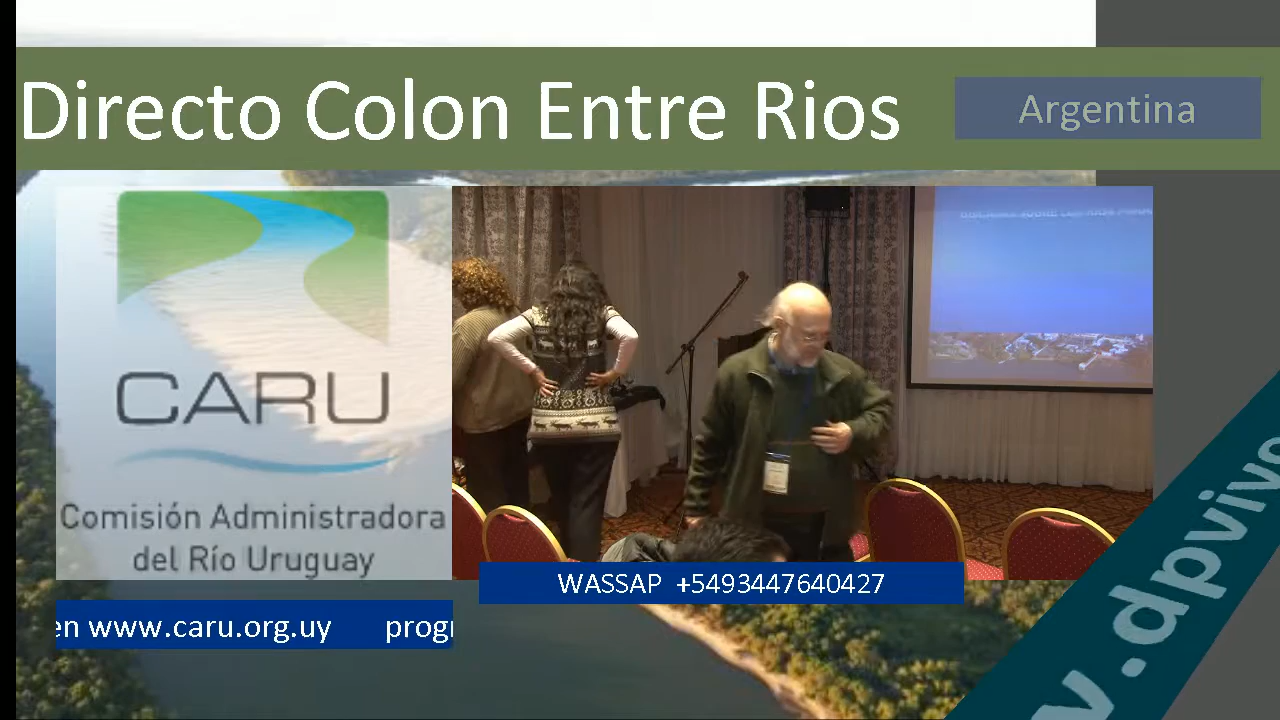 Directo Colon Entre Rios
Argentina
CARU
Comisión Administradora
del Río Uruguay
WASSAP +5493447640427
en www.caru.org.uy progr
v.dpvivo